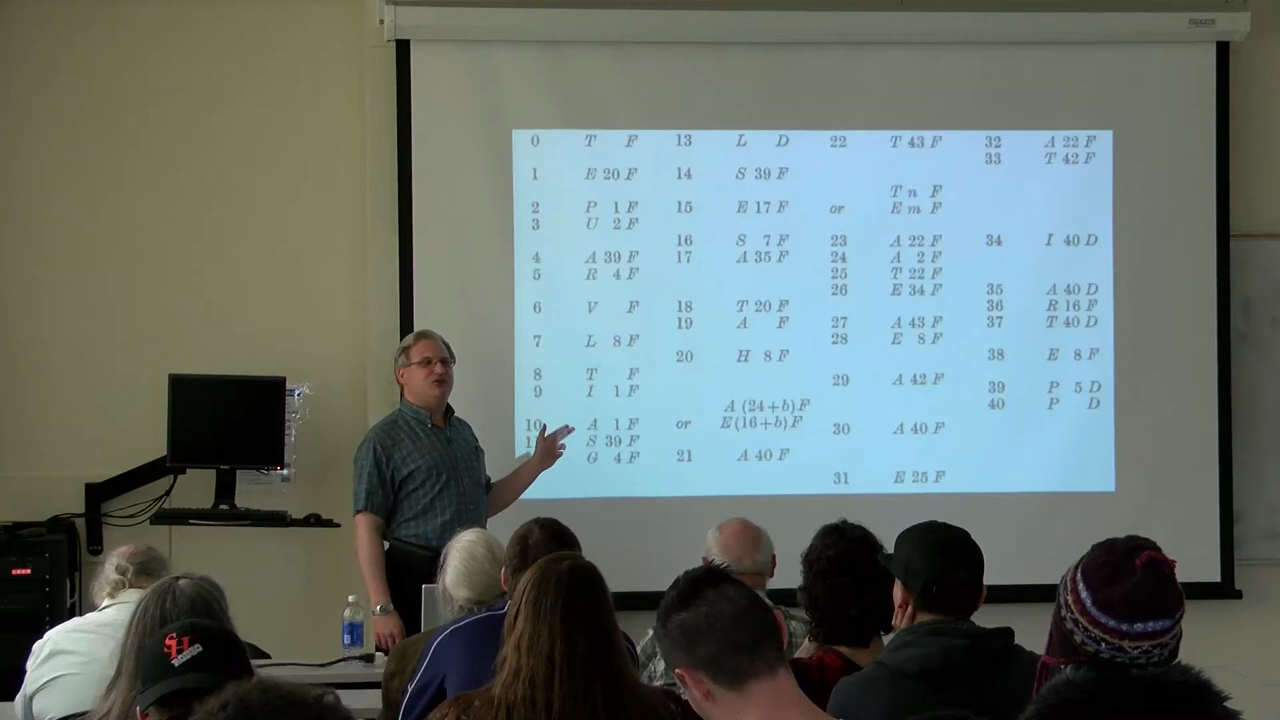 0 T F
1 E 20 F
2 P 1 F
3 U 2 F
4 A 39 F
5 R 4 F
6 V F
7 L 8 F
8 T F
9 I 1 F
10 A 1 F
S 39 F
G 4 F
13 L D
14 S 39 F
15 E 17 F
16 S 7 F
17 A 35 F
18 T 20 F
19 A F
20 H 8 F
A (24+b) F
or E (16+b) F
21 A 40 F
22 T 43 F
T n F
or E m F
23 A 22 F
24 A 2 F
25 T 22 F
26 E 34 F
27 A 43 F
28 E 8 F
29 A 42 F
30 A 40 F
31 E 25 F
32 A 22 F
33 T 42 F
34 I 40 D
35 A 40 D
36 R 16 F
37 T 40 D
38 E 8 F
39 P 5 D
40 P D